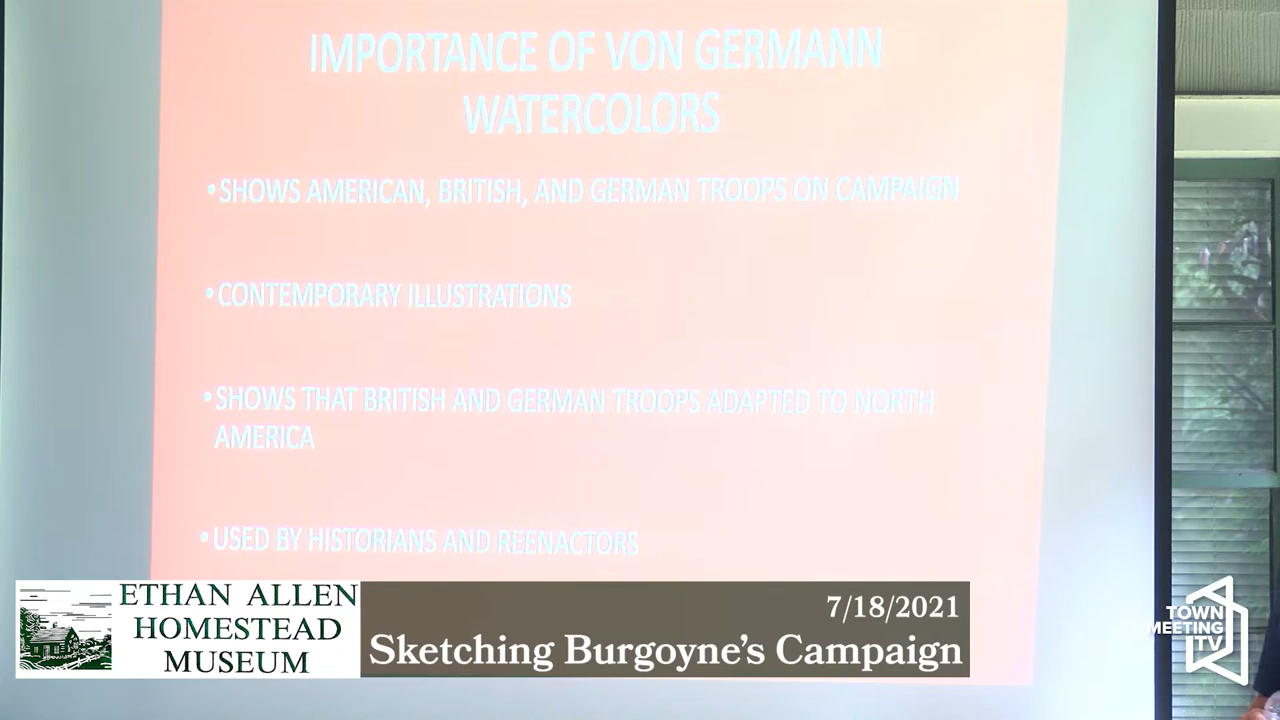 IMPORTANCE OF VON GERMANN
WATERCOLORS
•SHOWS AMERICAN, BRITISH, AND GERMAN TROOPS ON CAMPAIGN
•CONTEMPORARY ILLUSTRATIONS
•SHOWS THAT BRITISH AND GERMAN TROOPS ADAPTED TO NORTH
AMERICA
•USED BY HISTORIANS AND REENACTORS
ETHAN ALLEN
HOMESTEAD
MUSEUM
7/18/2021
Sketching Burgoyne's Campaign
TOWN
MEETING
TV